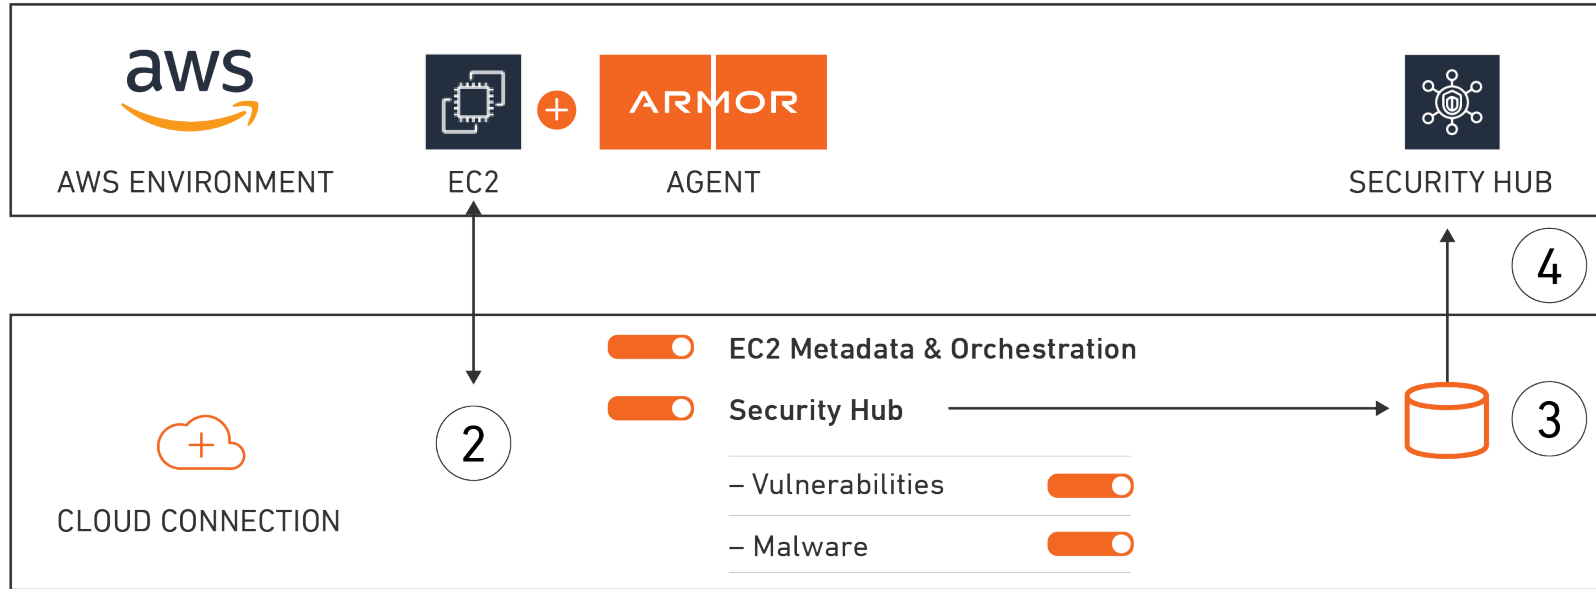 aws
ARMOR
AWS ENVIRONMENT
EC2
AGENT
SECURITY HUB
4
EC2 Metadata & Orchestration
Security Hub
3
2
– Vulnerabilities
CLOUD CONNECTION
– Malware